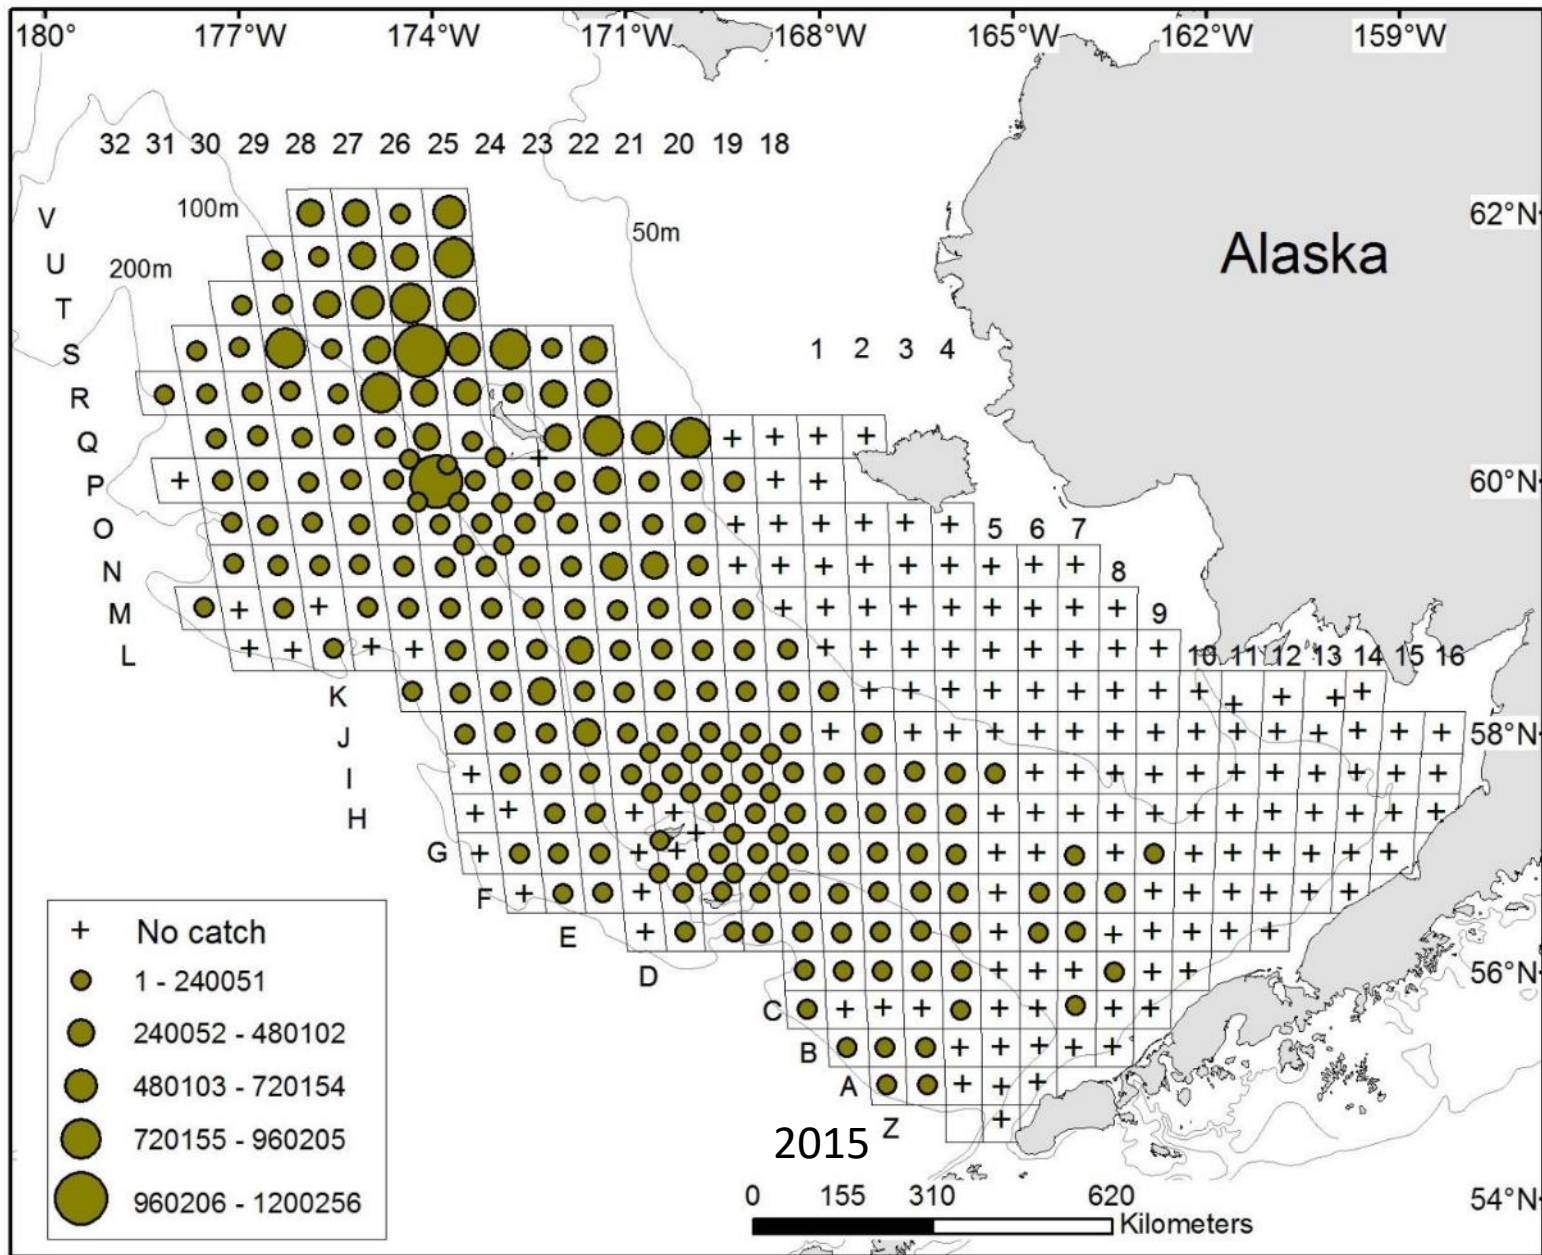 180° 177°W 174°W 171°W 168°W 165°W 162°W 159°W
32 31 30 29 28 27 26 25 24 23 22 21 20 19 18
100m
V
62°N
50m
Alaska
U
200m
T
S
1 2 3 4
R
Q
P
60°N
O
5 6 7
N
8
M
9
L
10 11 12 13 14 15 16
K
J
58°N
I
H
G
F
E
D
56°N
C
B
A
Z
No catch
1 - 240051
240052 - 480102
480103 - 720154
720155 - 960205
960206 - 1200256
2015
0 155 310 620
Kilometers
54°N